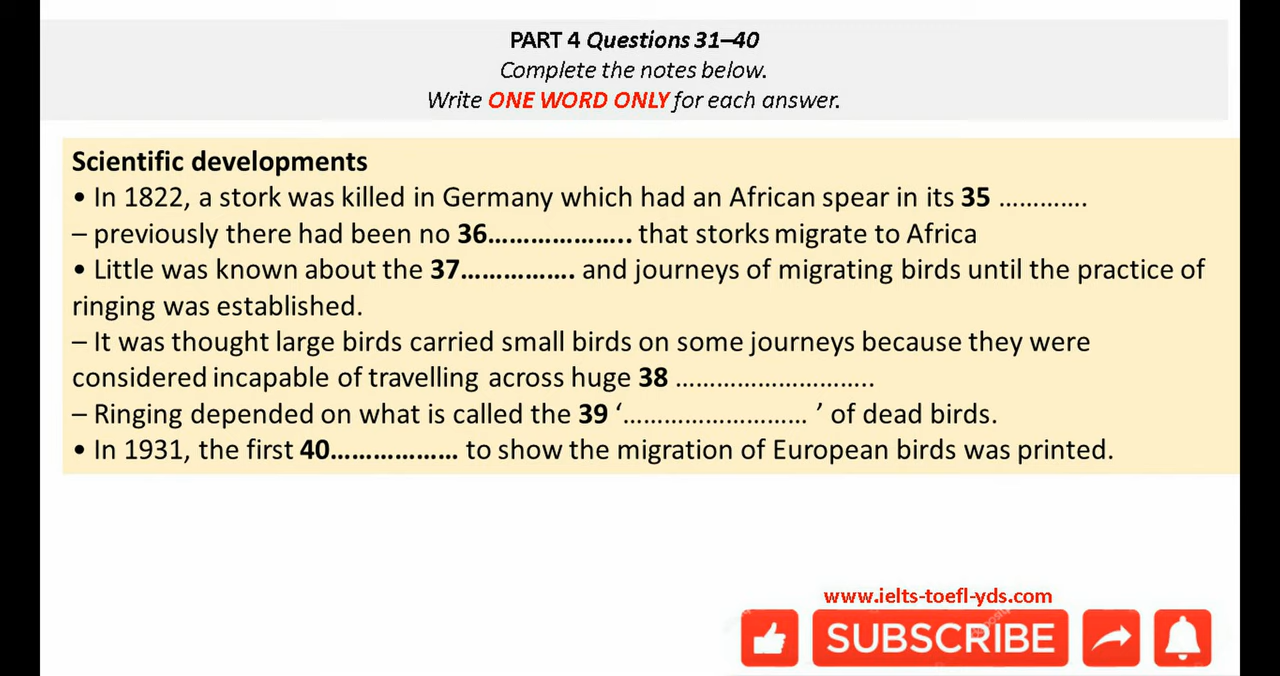 PART 4 Questions 31–40
Complete the notes below.
Write ONE WORD ONLY for each answer.
Scientific developments
• In 1822, a stork was killed in Germany which had an African spear in its 35 ………….
– previously there had been no 36……………….. that storks migrate to Africa
• Little was known about the 37……………. and journeys of migrating birds until the practice of
ringing was established.
– It was thought large birds carried small birds on some journeys because they were
considered incapable of travelling across huge 38 ………………………..
– Ringing depended on what is called the 39 ‘……………………… ’ of dead birds.
• In 1931, the first 40……………… to show the migration of European birds was printed.
www.ielts-toefl-yds.com
SUBSCRIBE